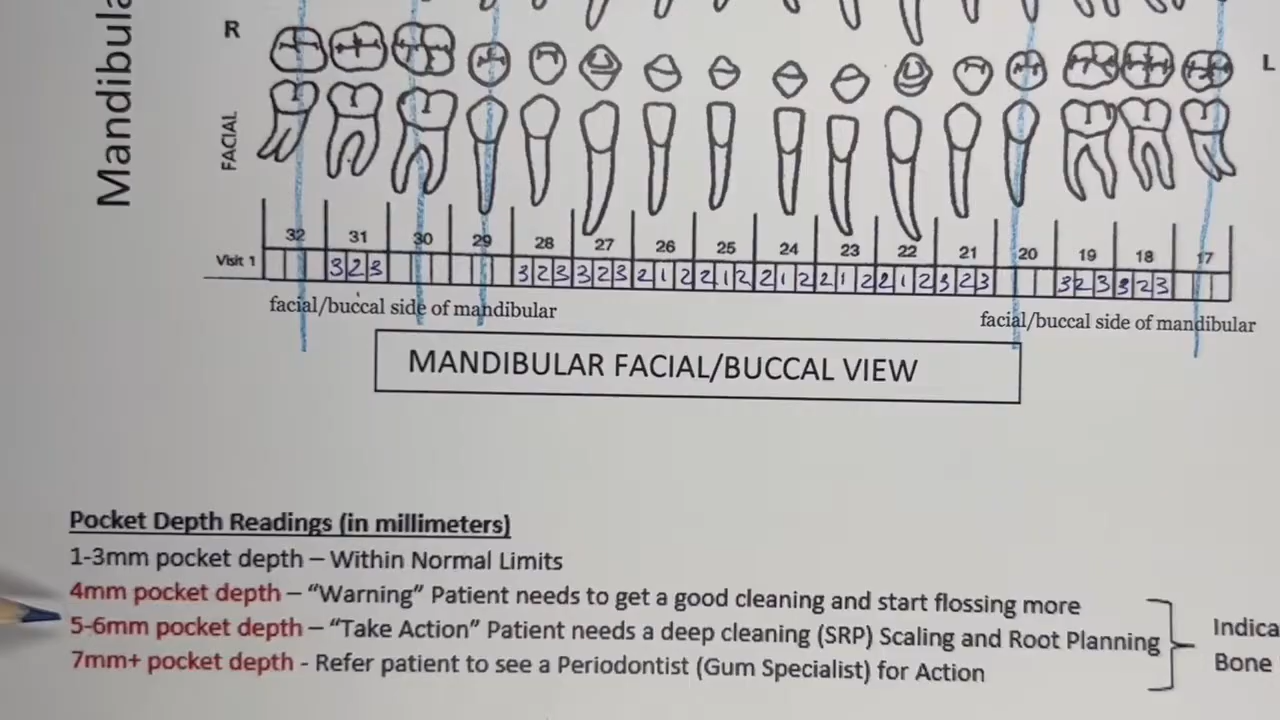 Mandibula
R
L
FACIAL
32 31 30 29 28 27 26 25 24 23 22 21 20 19 18 17
Visit 1 3 2 3 3 2 3 3 2 3 2 1 2 2 1 2 2 1 2 2 1 2 2 1 2 3 2 3 3 2 3 3 2 3
facial/buccal side of mandibular
facial/buccal side of mandibular
MANDIBULAR FACIAL/BUCCAL VIEW
Pocket Depth Readings (in millimeters)
1-3mm pocket depth – Within Normal Limits
4mm pocket depth – “Warning” Patient needs to get a good cleaning and start flossing more
5-6mm pocket depth – “Take Action” Patient needs a deep cleaning (SRP) Scaling and Root Planning
7mm+ pocket depth - Refer patient to see a Periodontist (Gum Specialist) for Action
Indica
Bone